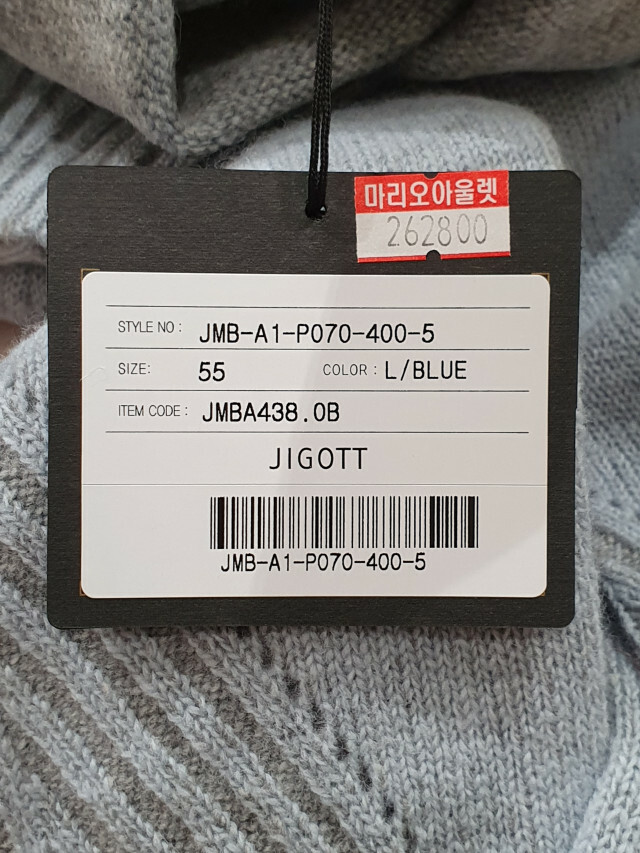 마리오아울렛
262800
STYLE NO: JMB-A1-P070-400-5
SIZE: 55 COLOR: L/BLUE
ITEM CODE: JMBA438.0B
JIGOTT
JMB-A1-P070-400-5